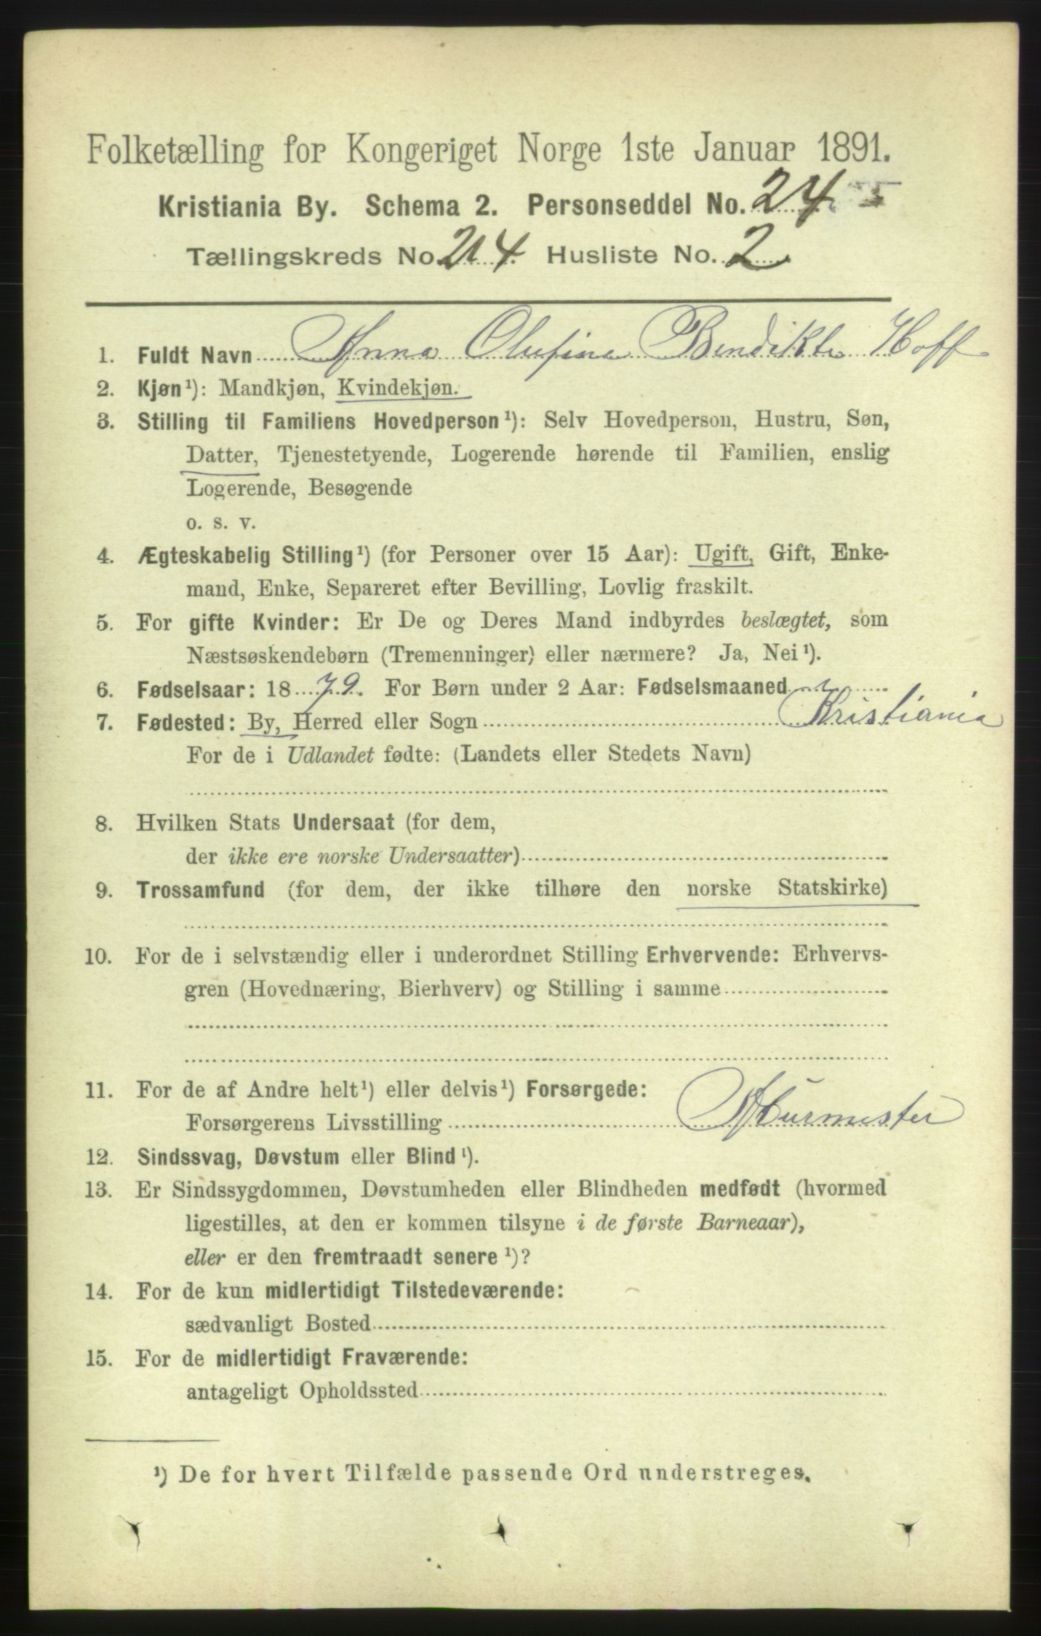 Folketælling for Kongeriget Norge 1ste Januar 1891.
Kristiania By. Schema 2. Personseddel No. 24
Tællingskreds No. 214. Husliste No. 2
1. Fuldt Navn Anna Olufine Bendikte Hoff
2. Kjøn¹): Mandkjøn, Kvindekjøn.
3. Stilling til Familiens Hovedperson¹): Selv Hovedperson, Hustru, Søn,
Datter, Tjenestetyende, Logerende hørende til Familien, enslig
Logerende, Besøgende
o. s. v.
4. Ægteskabelig Stilling¹) (for Personer over 15 Aar): Ugift, Gift, Enke-
mand, Enke, Separeret efter Bevilling, Lovlig fraskilt.
5. For gifte Kvinder: Er De og Deres Mand indbyrdes beslægtet, som
Næstsøskendebørn (Tremenninger) eller nærmere? Ja, Nei¹).
6. Fødselsaar: 1879. For Børn under 2 Aar: Fødselsmaaned
7. Fødested: By, Herred eller Sogn Kristiania
For de i Udlandet fødte: (Landets eller Stedets Navn)
8. Hvilken Stats Undersaat (for dem,
der ikke ere norske Undersaatter)
9. Trossamfund (for dem, der ikke tilhøre den norske Statskirke)
10. For de i selvstændig eller i underordnet Stilling Erhvervende: Erhvervs-
gren (Hovednæring, Bierhverv) og Stilling i samme
11. For de af Andre helt¹) eller delvis¹) Forsørgede:
Forsørgerens Livsstilling Murmester
12. Sindssvag, Døvstum eller Blind¹).
13. Er Sindssygdommen, Døvstumheden eller Blindheden medfødt (hvormed
ligestilles, at den er kommen tilsyne i de første Barneaar),
eller er den fremtraadt senere¹)?
14. For de kun midlertidigt Tilstedeværende:
sædvanligt Bosted
15. For de midlertidigt Fraværende:
antageligt Opholdssted
¹) De for hvert Tilfælde passende Ord understreges.